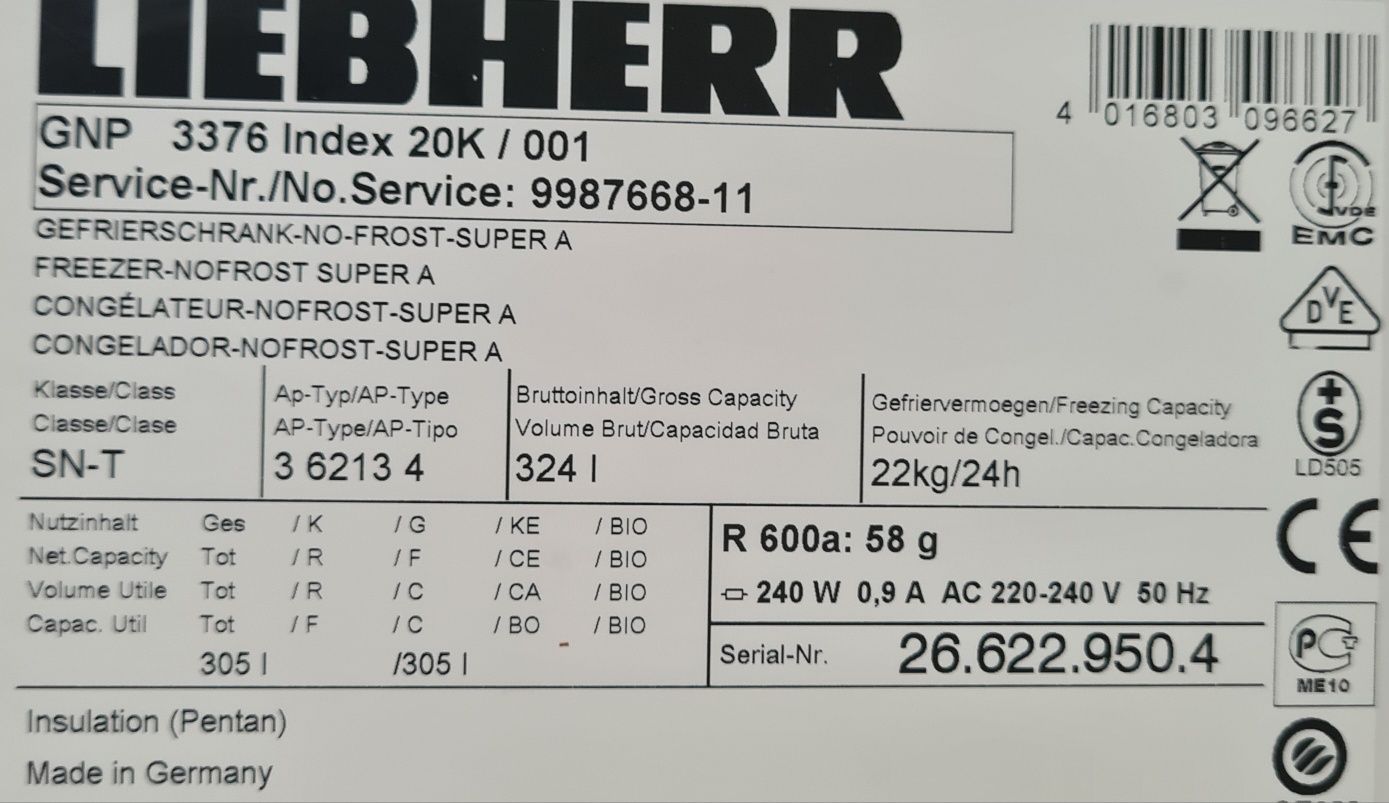 LIEBHERR
4 016803 096627
GNP 3376 Index 20K / 001
Service-Nr./No.Service: 9987668-11
GEFRIERSCHRANK-NO-FROST-SUPER A
FREEZER-NOFROST SUPER A
CONGÉLATEUR-NOFROST-SUPER A
CONGELADOR-NOFROST-SUPER A
VDE
EMC
DVE
Klasse/Class
Classe/Clase
SN-T
Ap-Typ/AP-Type
AP-Type/AP-Tipo
3 6213 4
Bruttoinhalt/Gross Capacity
Volume Brut/Capacidad Bruta
324 l
Gefriervermoegen/Freezing Capacity
Pouvoir de Congel./Capac.Congeladora
22kg/24h
+S
LD505
CE
Nutzinhalt Ges / K / G / KE / BIO
Net.Capacity Tot / R / F / CE / BIO
Volume Utile Tot / R / C / CA / BIO
Capac. Util Tot / F / C / BO / BIO
305 l /305 l
R 600a: 58 g
240 W 0,9 A AC 220-240 V 50 Hz
Serial-Nr. 26.622.950.4
PCT
ME10
Insulation (Pentan)
Made in Germany